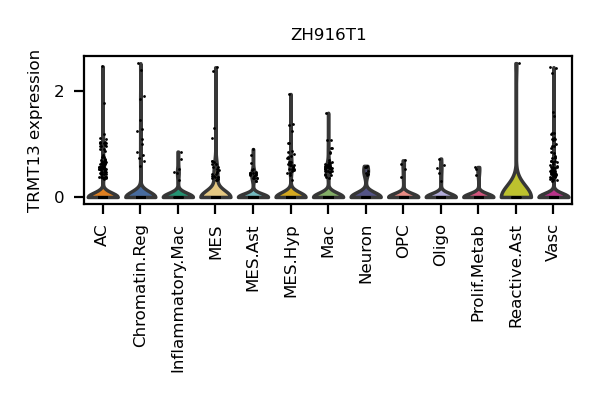 ZH916T1
TRMT13 expression
2
0
AC
Chromatin.Reg
Inflammatory.Mac
MES
MES.Ast
MES.Hyp
Mac
Neuron
OPC
Oligo
Prolif.Metab
Reactive.Ast
Vasc